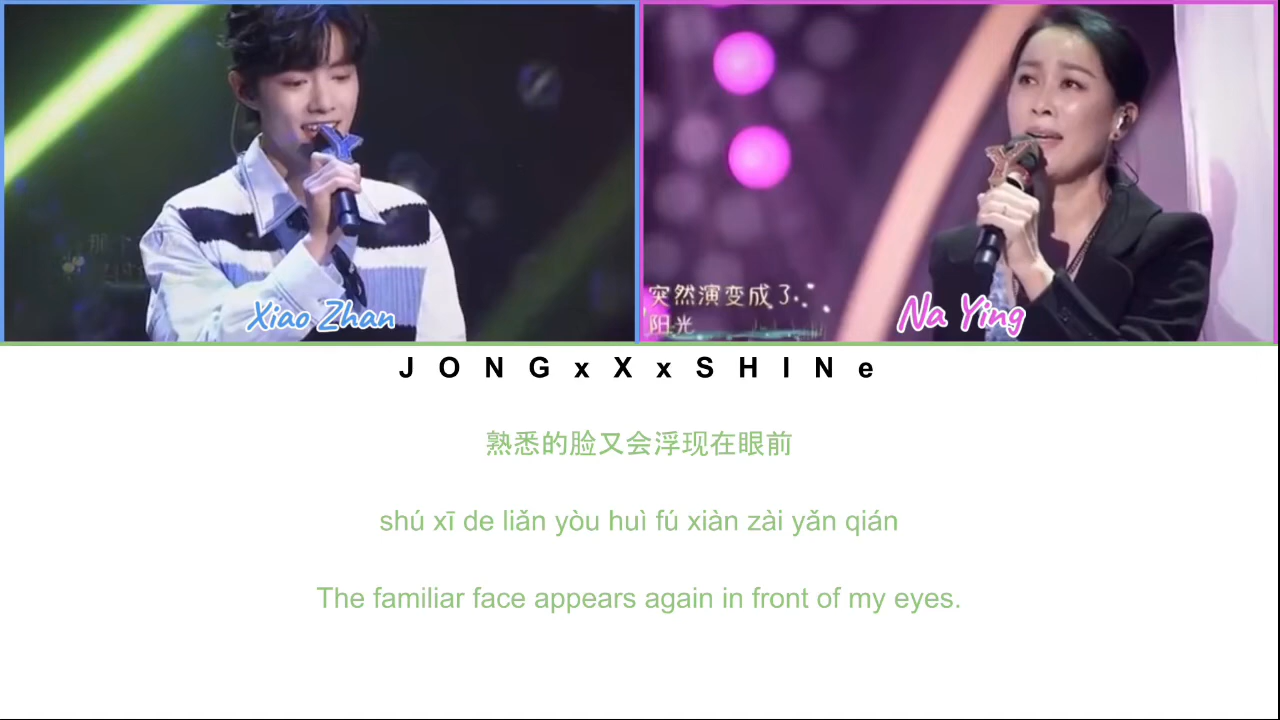 Xiao Zhan
突然演变成了
阳光
Na Ying
J O N G x X x S H I N e
熟悉的脸又会浮现在眼前
shú xī de liǎn yòu huì fú xiàn zài yǎn qián
The familiar face appears again in front of my eyes.